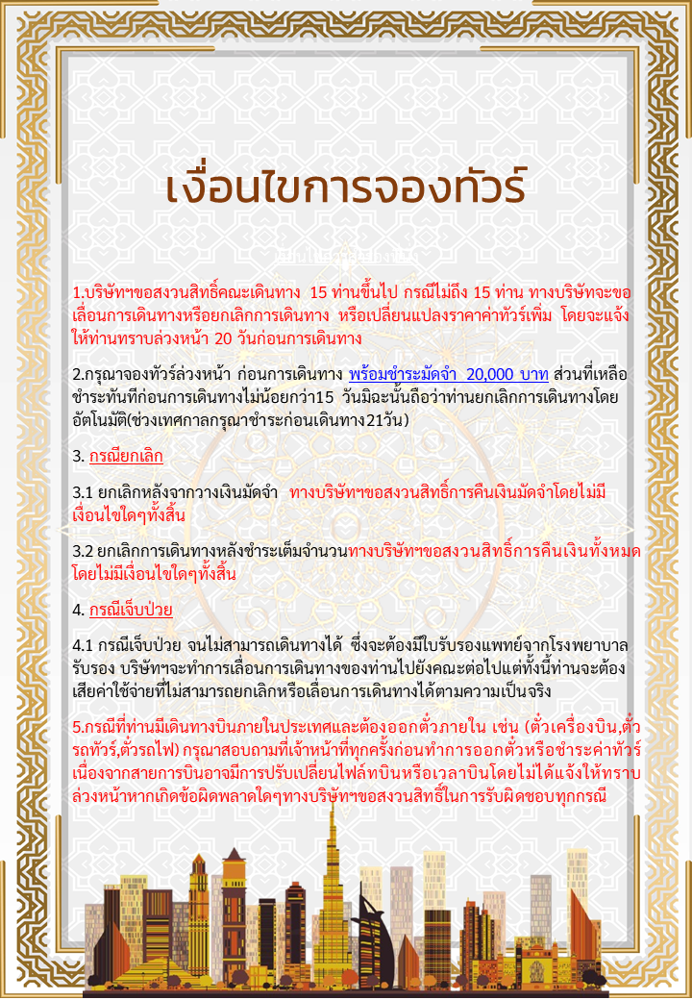 เงื่อนไขการจองทัวร์
1.บริษัทฯขอสงวนสิทธิ์คณะเดินทาง 15 ท่านขึ้นไป กรณีไม่ถึง 15 ท่าน ทางบริษัทจะขอ
เลื่อนการเดินทางหรือยกเลิกการเดินทาง หรือเปลี่ยนแปลงราคาค่าทัวร์เพิ่ม โดยจะแจ้ง
ให้ท่านทราบล่วงหน้า 20 วันก่อนการเดินทาง
2.กรุณาจองทัวร์ล่วงหน้า ก่อนการเดินทาง พร้อมชำระมัดจำ 20,000 บาท ส่วนที่เหลือ
ชำระทันทีก่อนการเดินทางไม่น้อยกว่า15 วันมิฉะนั้นถือว่าท่านยกเลิกการเดินทางโดย
อัตโนมัติ(ช่วงเทศกาลกรุณาชำระก่อนเดินทาง21วัน)
3. กรณียกเลิก
3.1 ยกเลิกหลังจากวางเงินมัดจำ ทางบริษัทฯขอสงวนสิทธิ์การคืนเงินมัดจำโดยไม่มี
เงื่อนไขใดๆทั้งสิ้น
3.2 ยกเลิกการเดินทางหลังชำระเต็มจำนวนทางบริษัทฯขอสงวนสิทธิ์การคืนเงินทั้งหมด
โดยไม่มีเงื่อนไขใดๆทั้งสิ้น
4. กรณีเจ็บป่วย
4.1 กรณีเจ็บป่วย จนไม่สามารถเดินทางได้ ซึ่งจะต้องมีใบรับรองแพทย์จากโรงพยาบาล
รับรอง บริษัทฯจะทำการเลื่อนการเดินทางของท่านไปยังคณะต่อไปแต่ทั้งนี้ท่านจะต้อง
เสียค่าใช้จ่ายที่ไม่สามารถยกเลิกหรือเลื่อนการเดินทางได้ตามความเป็นจริง
5.กรณีที่ท่านมีเดินทางบินภายในประเทศและต้องออกตั๋วภายใน เช่น (ตั๋วเครื่องบิน,ตั๋ว
รถทัวร์,ตั๋วรถไฟ) กรุณาสอบถามที่เจ้าหน้าที่ทุกครั้งก่อนทำการออกตั๋วหรือชำระค่าทัวร์
เนื่องจากสายการบินอาจมีการปรับเปลี่ยนไฟล์ทบินหรือเวลาบินโดยไม่ได้แจ้งให้ทราบ
ล่วงหน้าหากเกิดข้อผิดพลาดใดๆทางบริษัทฯขอสงวนสิทธิ์ในการรับผิดชอบทุกกรณี